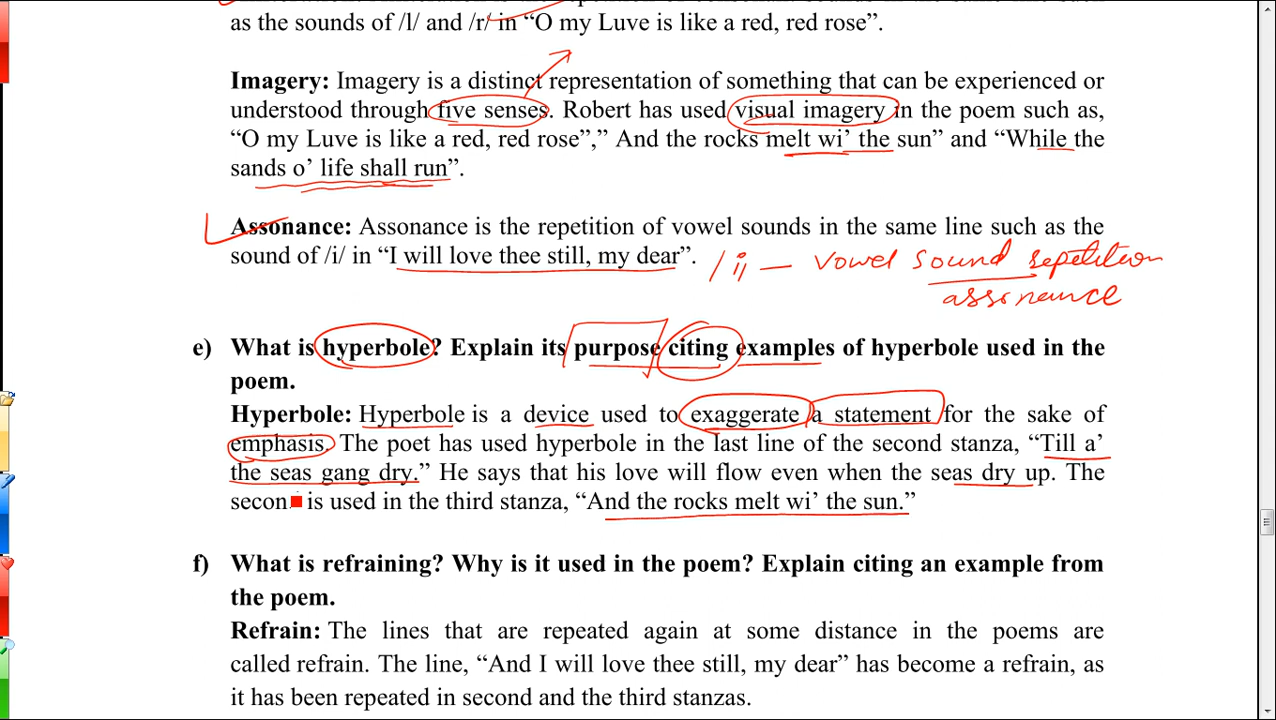 as the sounds of /l/ and /r/ in “O my Luve is like a red, red rose”.
Imagery: Imagery is a distinct representation of something that can be experienced or
understood through five senses. Robert has used visual imagery in the poem such as,
“O my Luve is like a red, red rose”,” And the rocks melt wi’ the sun” and “While the
sands o’ life shall run”.
Assonance: Assonance is the repetition of vowel sounds in the same line such as the
sound of /i/ in “I will love thee still, my dear”.
/i/ — vowel sound repetition
assonance
e) What is hyperbole? Explain its purpose citing examples of hyperbole used in the
poem.
Hyperbole: Hyperbole is a device used to exaggerate a statement for the sake of
emphasis. The poet has used hyperbole in the last line of the second stanza, “Till a’
the seas gang dry.” He says that his love will flow even when the seas dry up. The
secon is used in the third stanza, “And the rocks melt wi’ the sun.”
f) What is refraining? Why is it used in the poem? Explain citing an example from
the poem.
Refrain: The lines that are repeated again at some distance in the poems are
called refrain. The line, “And I will love thee still, my dear” has become a refrain, as
it has been repeated in second and the third stanzas.